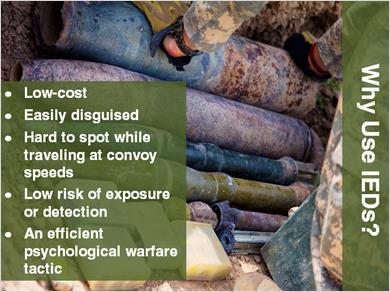 Why Use IEDs?
● Low-cost
● Easily disguised
● Hard to spot while
traveling at convoy
speeds
● Low risk of exposure
or detection
● An efficient
psychological warfare
tactic